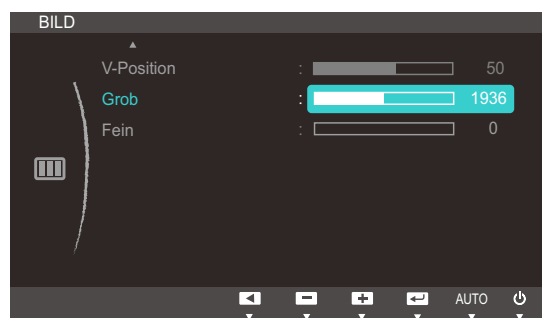 BILD
V-Position : 50
Grob : 1936
Fein : 0
AUTO